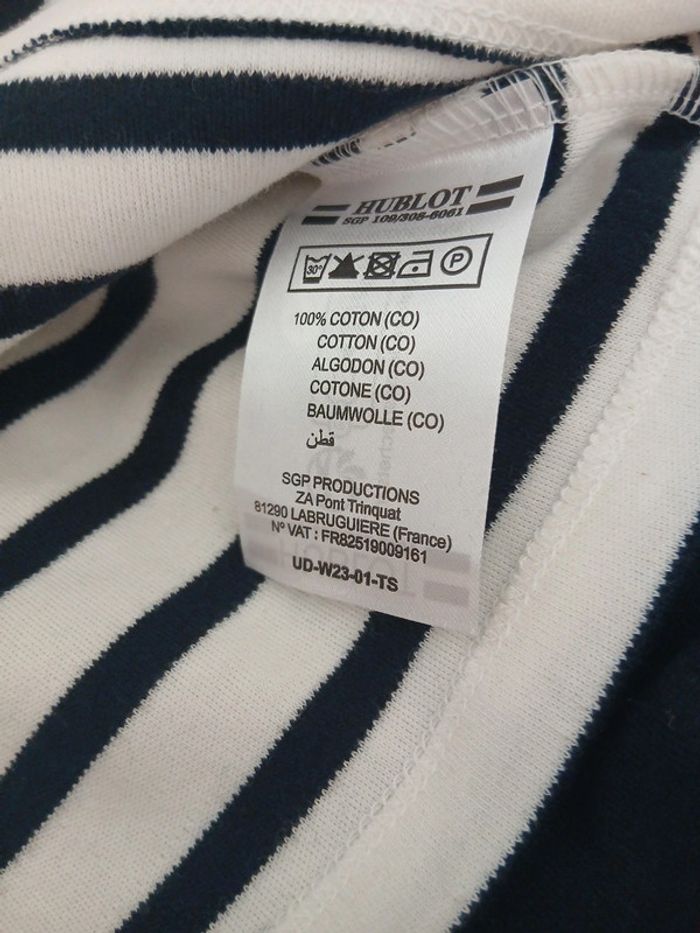 HUBLOT
SGP 109/308-6061
30°
P
100% COTON (CO)
COTTON (CO)
ALGODON (CO)
COTONE (CO)
BAUMWOLLE (CO)
قطن
SGP PRODUCTIONS
ZA Pont Trinquat
81290 LABRUGUIERE (France)
N° VAT : FR82519009161
UD-W23-01-TS